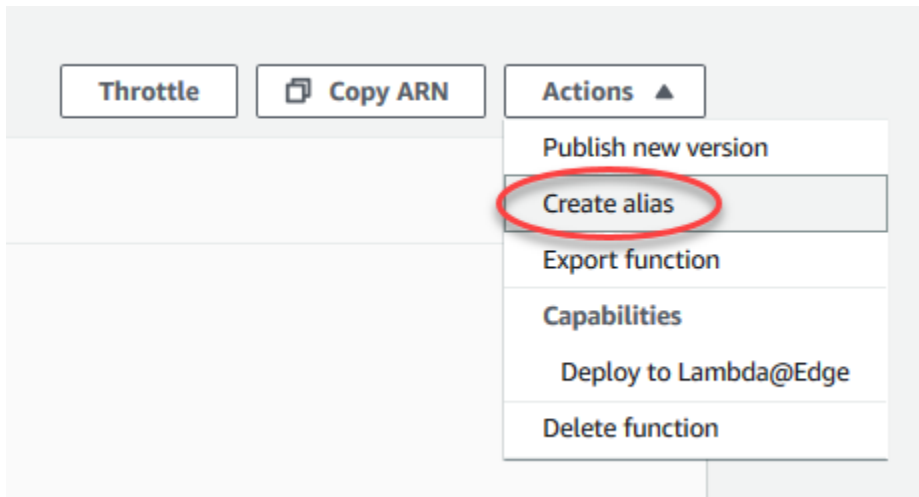 Throttle Copy ARN Actions
Publish new version
Create alias
Export function
Capabilities
Deploy to Lambda@Edge
Delete function